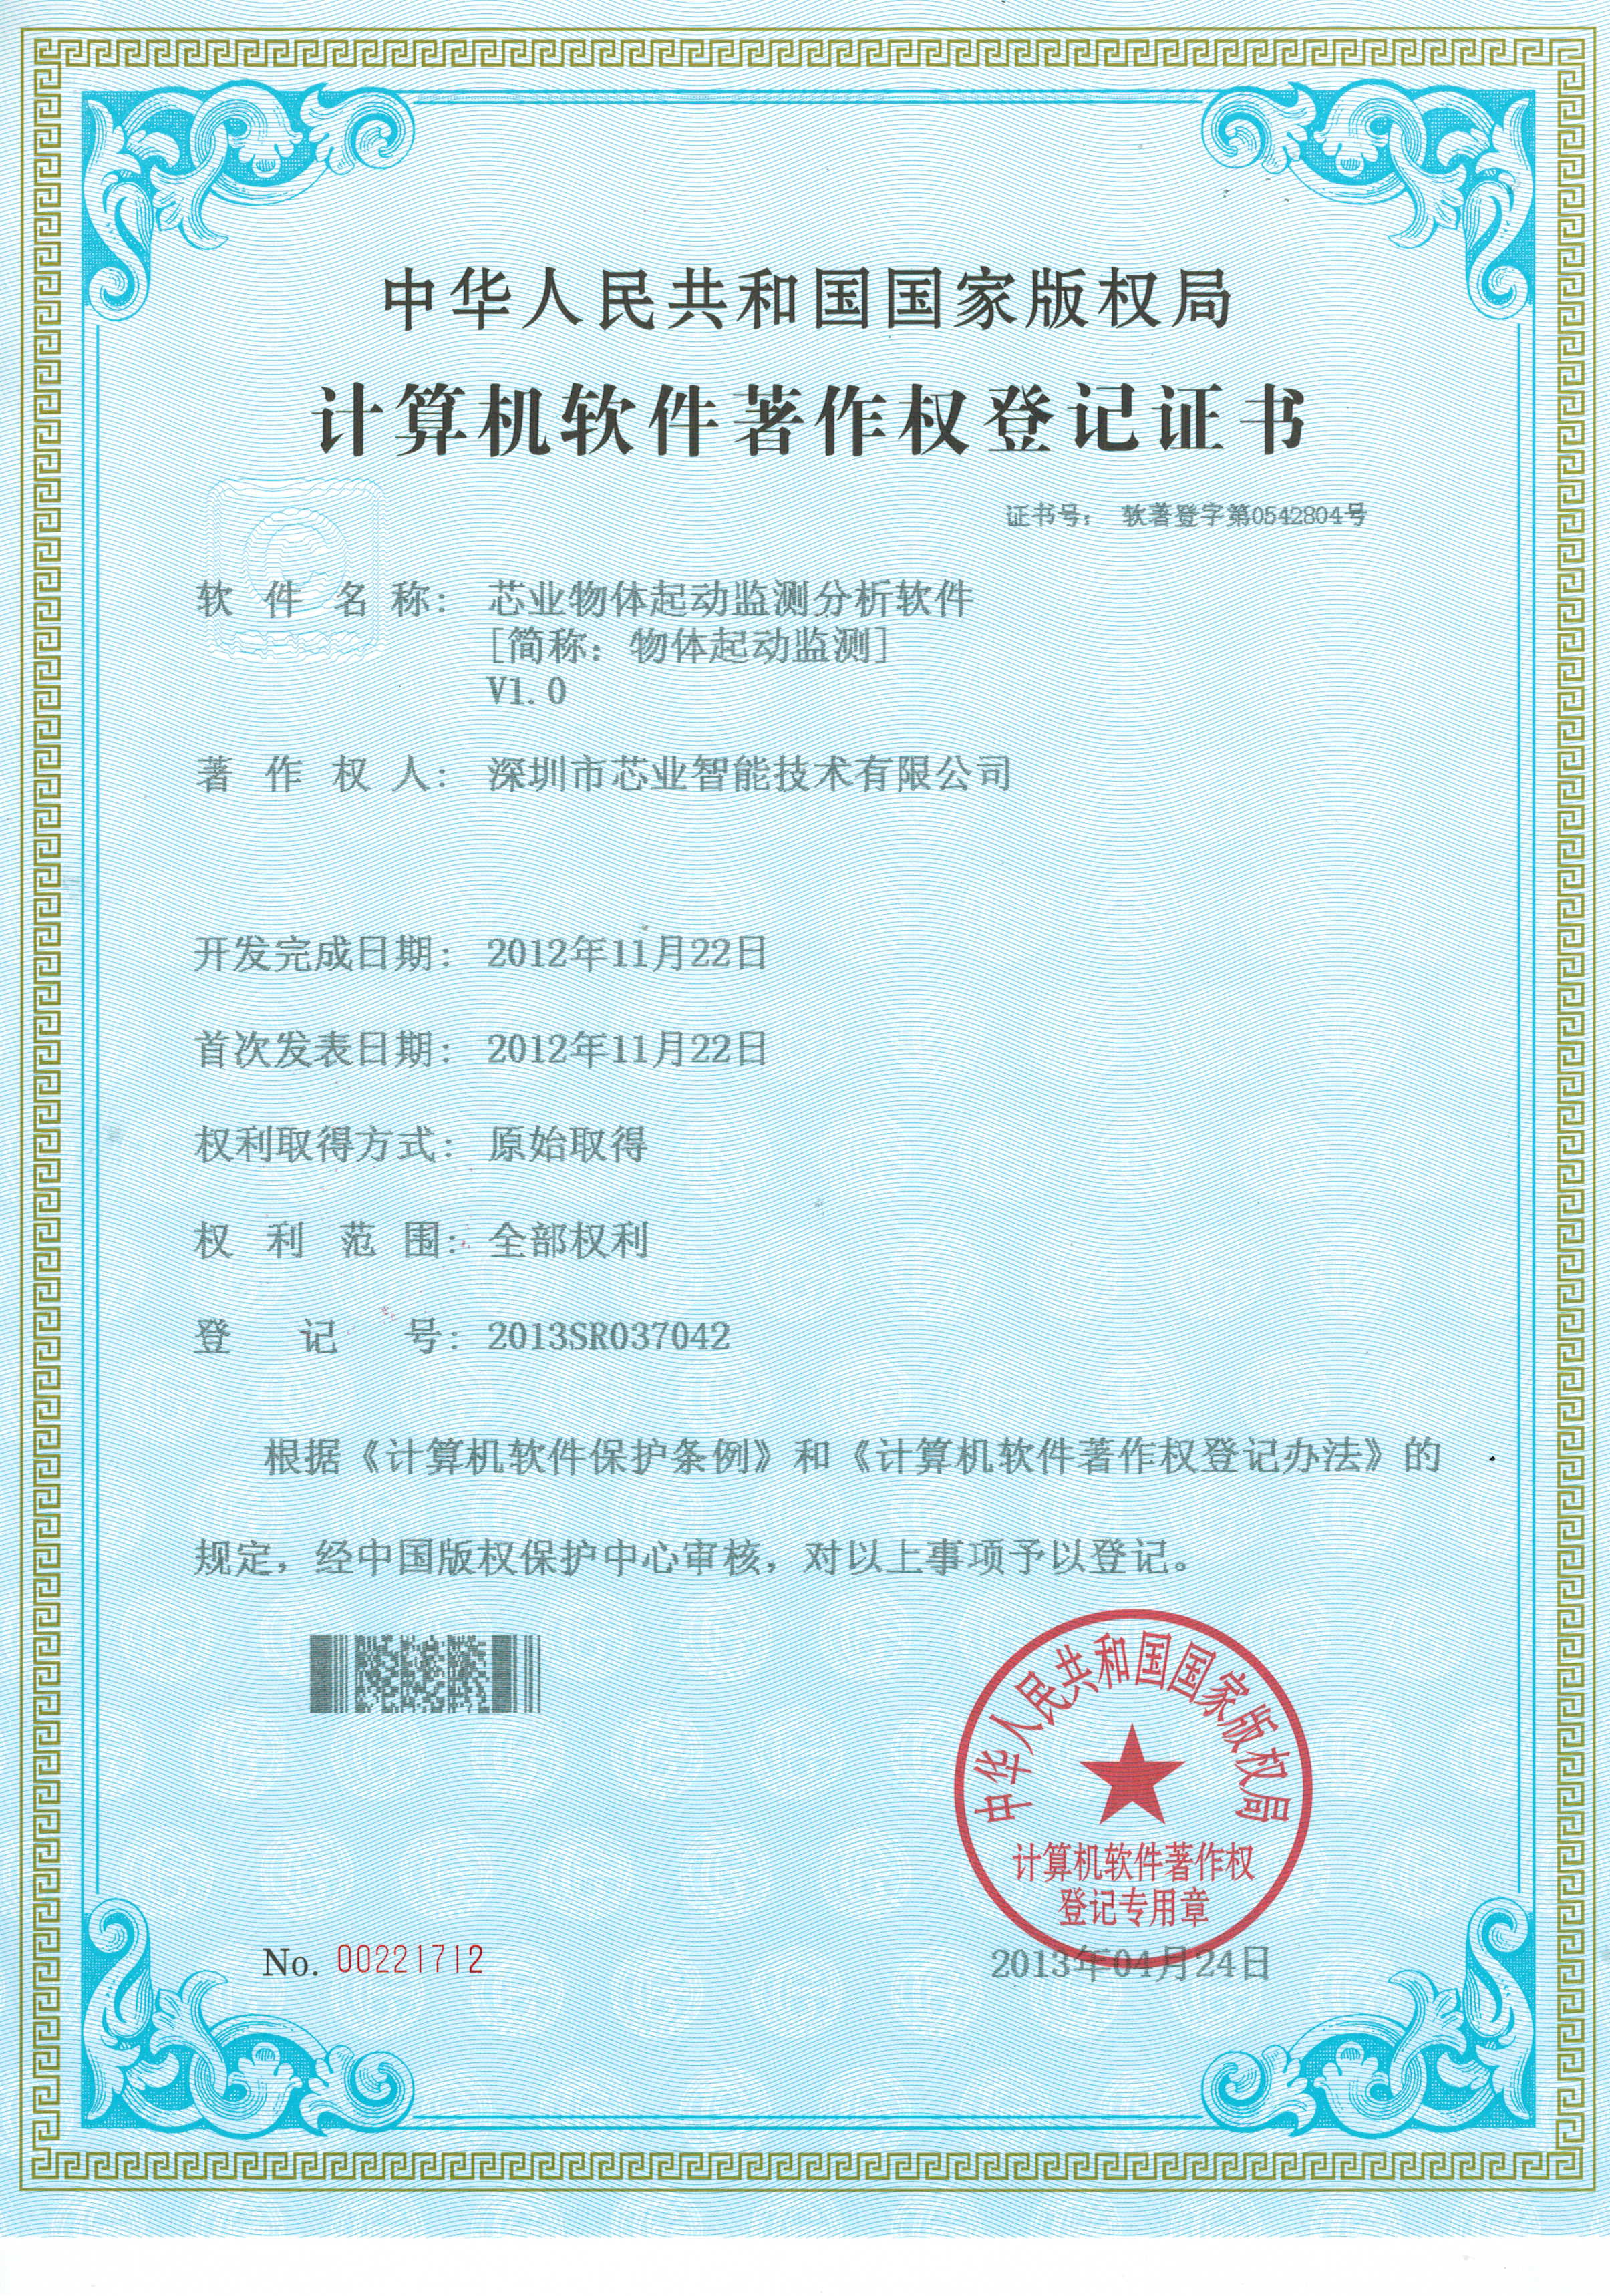 中华人民共和国国家版权局
计算机软件著作权登记证书
证书号： 软著登字第0542804号
软件名称： 芯业物体起动监测分析软件
[简称：物体起动监测]
V1.0
著作权人： 深圳市芯业智能技术有限公司
开发完成日期： 2012年11月22日
首次发表日期： 2012年11月22日
权利取得方式： 原始取得
权利范围： 全部权利
登记号： 2013SR037042
根据《计算机软件保护条例》和《计算机软件著作权登记办法》的
规定，经中国版权保护中心审核，对以上事项予以登记。
中华人民共和国国家版权局
计算机软件著作权
登记专用章
No. 00221712
2013年04月24日